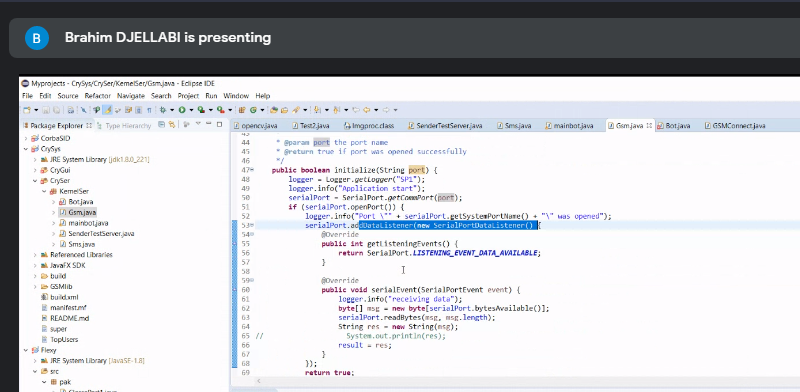 B Brahim DJELLABI is presenting
Myprojects - CrySys/CrySer/KernelSer/Gsm.java - Eclipse IDE
File Edit Source Refactor Navigate Search Project Run Window Help
Package Explorer Type Hierarchy
opencv.java Test2.java Imgproc.class SenderTestServer.java Sms.java mainbot.java Gsm.java Bot.java GSMConnect.java
CorbaSID
CrySys
JRE System Library [jdk1.8.0_221]
CryGui
CrySer
KernelSer
Bot.java
Gsm.java
mainbot.java
SenderTestServer.java
Sms.java
Referenced Libraries
JavaFX SDK
build
GSMlib
build.xml
manifest.mf
README.md
super
TopUsers
Flexy
JRE System Library [JavaSE-1.8]
src
pak
44 * @param port the port name
45 * @return true if port was opened successfully
46 */
47 public boolean initialize(String port) {
48 logger = Logger.getLogger("SP1");
49 logger.info("Application start");
50 serialPort = SerialPort.getCommPort(port);
51 if (serialPort.openPort()) {
52 logger.info("Port \"" + serialPort.getSystemPortName() + "\" was opened");
53 serialPort.addDataListener(new SerialPortDataListener() {
54 @Override
55 public int getListeningEvents() {
56 return SerialPort.LISTENING_EVENT_DATA_AVAILABLE;
57 }
58
59 @Override
60 public void serialEvent(SerialPortEvent event) {
61 logger.info("receiving data");
62 byte[] msg = new byte[serialPort.bytesAvailable()];
63 serialPort.readBytes(msg, msg.length);
64 String res = new String(msg);
65 // System.out.println(res);
66 result = res;
67 }
68 });
69 return true;